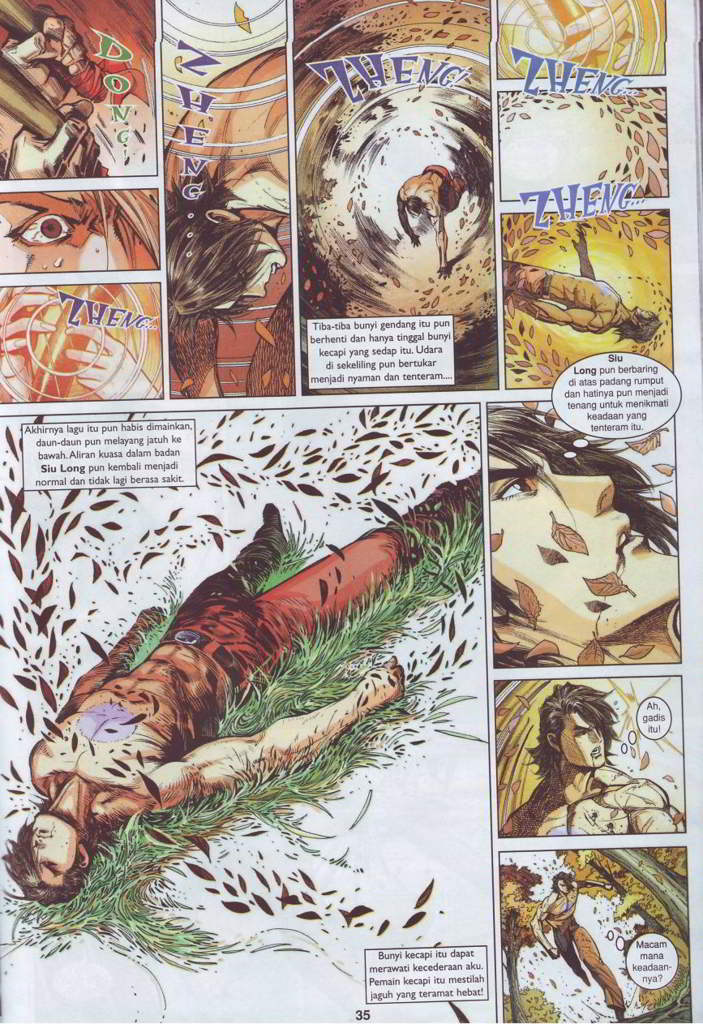 DONG!
ZHENG
ZHENG...
ZHENG!
ZHENG...
ZHENG...
ZHENG...
Tiba-tiba bunyi gendang itu pun
berhenti dan hanya tinggal bunyi
kecapi yang sedap itu. Udara
di sekeliling pun bertukar
menjadi nyaman dan tenteram....
Siu
Long pun berbaring
di atas padang rumput
dan hatinya pun menjadi
tenang untuk menikmati
keadaan yang
tenteram itu.
Akhirnya lagu itu pun habis dimainkan,
daun-daun pun melayang jatuh ke
bawah.Aliran kuasa dalam badan
Siu Long pun kembali menjadi
normal dan tidak lagi berasa sakit.
Ah,
gadis
itu!
Macam
mana
keadaan-
nya?
Bunyi kecapi itu dapat
merawati kecederaan aku.
Pemain kecapi itu mestilah
jaguh yang teramat hebat!
35